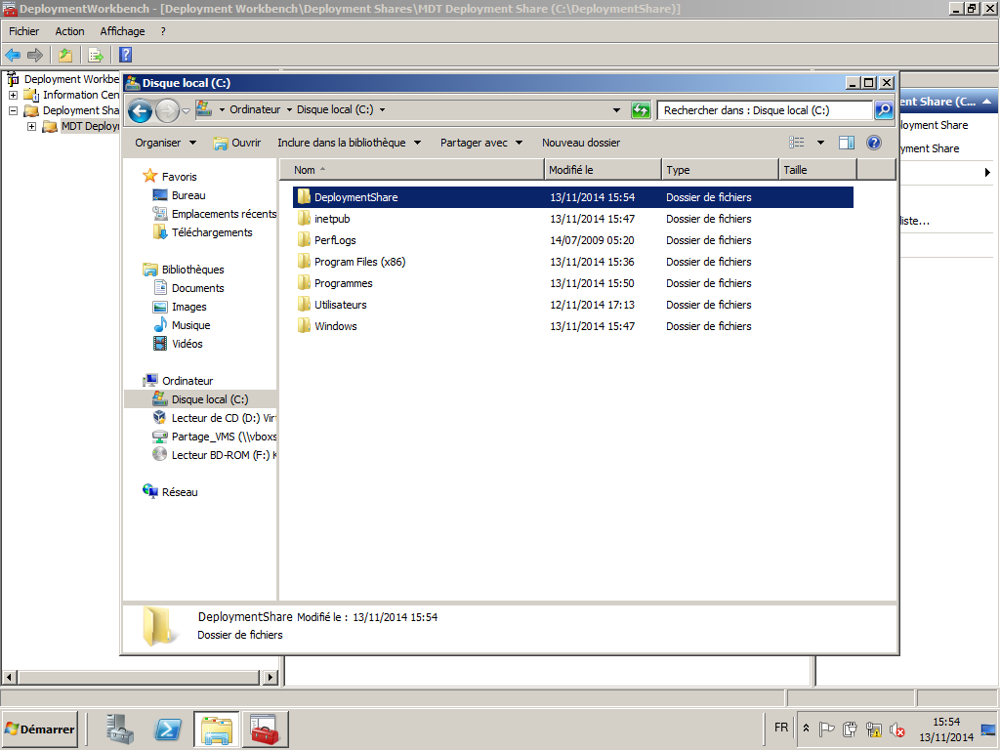 DeploymentWorkbench - [Deployment Workbench\Deployment Shares\MDT Deployment Share (C:\DeploymentShare)]
Fichier Action Affichage ?
Deployment Workbe
Information Cen
Deployment Sha
MDT Deploy
Disque local (C:)
Ordinateur Disque local (C:)
Rechercher dans : Disque local (C:)
Organiser Ouvrir Inclure dans la bibliothèque Partager avec Nouveau dossier
Favoris
Bureau
Emplacements récents
Téléchargements
Bibliothèques
Documents
Images
Musique
Vidéos
Ordinateur
Disque local (C:)
Lecteur de CD (D:) Virt
Partage_VMS (\\vboxs
Lecteur BD-ROM (F:) K
Réseau
Nom Modifié le Type Taille
DeploymentShare 13/11/2014 15:54 Dossier de fichiers
inetpub 13/11/2014 15:47 Dossier de fichiers
PerfLogs 14/07/2009 05:20 Dossier de fichiers
Program Files (x86) 13/11/2014 15:36 Dossier de fichiers
Programmes 13/11/2014 15:50 Dossier de fichiers
Utilisateurs 12/11/2014 17:13 Dossier de fichiers
Windows 13/11/2014 15:47 Dossier de fichiers
DeploymentShare Modifié le : 13/11/2014 15:54
Dossier de fichiers
ent Share (C...
loyment Share
yment Share
liste...
Démarrer
FR
15:54
13/11/2014